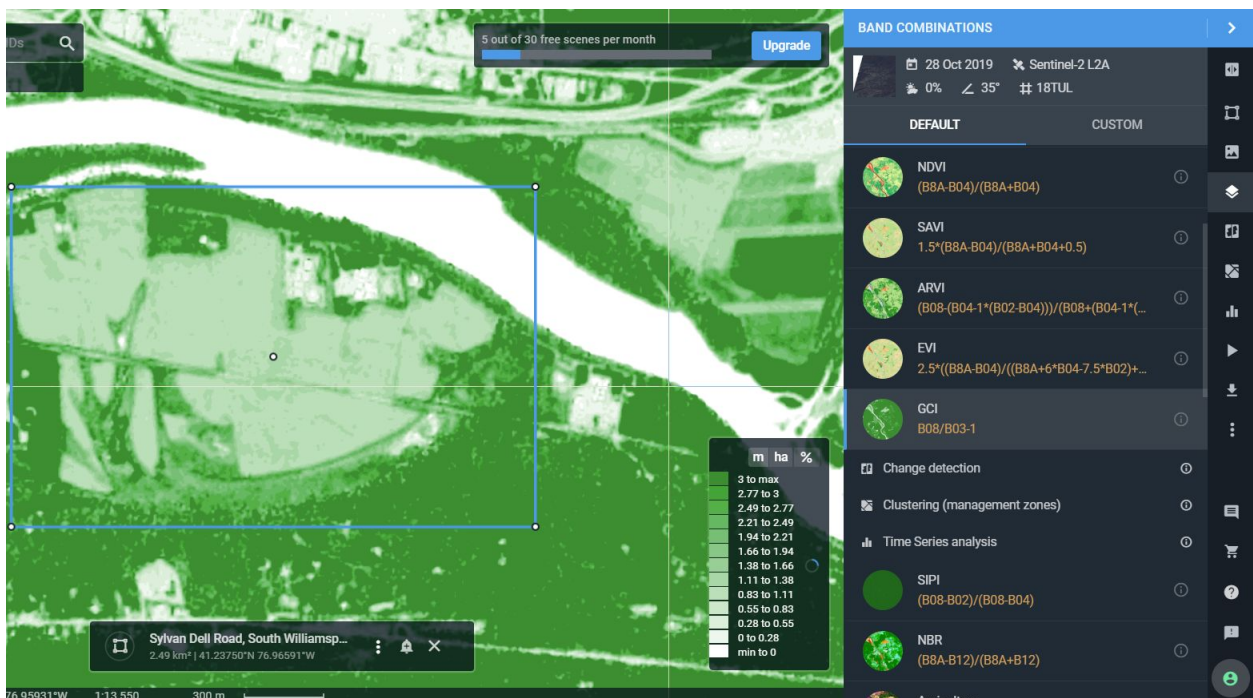 IDs
5 out of 30 free scenes per month
Upgrade
m ha %
3 to max
2.77 to 3
2.49 to 2.77
2.21 to 2.49
1.94 to 2.21
1.66 to 1.94
1.38 to 1.66
1.11 to 1.38
0.83 to 1.11
0.55 to 0.83
0.28 to 0.55
0 to 0.28
min to 0
Sylvan Dell Road, South Williamsp...
2.49 km² | 41.23750°N 76.96591°W
76.95931°W 1:13 550 300 m
BAND COMBINATIONS
28 Oct 2019 Sentinel-2 L2A
0% 35° 18TUL
DEFAULT CUSTOM
NDVI
(B8A-B04)/(B8A+B04)
SAVI
1.5*(B8A-B04)/(B8A+B04+0.5)
ARVI
(B08-(B04-1*(B02-B04)))/(B08+(B04-1*(...
EVI
2.5*((B8A-B04)/((B8A+6*B04-7.5*B02)+...
GCI
B08/B03-1
Change detection
Clustering (management zones)
Time Series analysis
SIPI
(B08-B02)/(B08-B04)
NBR
(B8A-B12)/(B8A+B12)